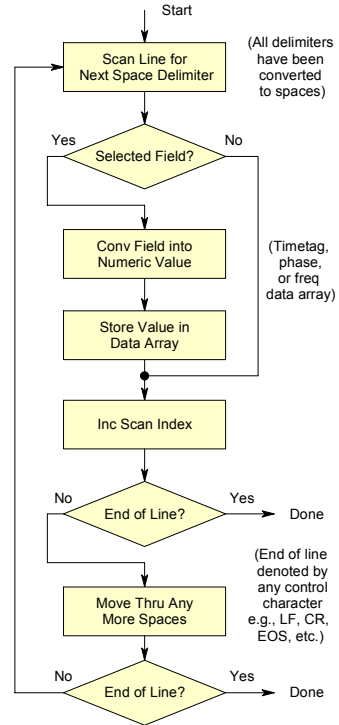 Start
Scan Line for
Next Space Delimiter
(All delimiters
have been
converted
to spaces)
Yes
No
Selected Field?
Conv Field into
Numeric Value
(Timetag,
phase,
or freq
data array)
Store Value in
Data Array
Inc Scan Index
No
Yes
End of Line?
Done
(End of line
denoted by
any control
character
e.g., LF, CR,
EOS, etc.)
Move Thru Any
More Spaces
No
Yes
End of Line?
Done